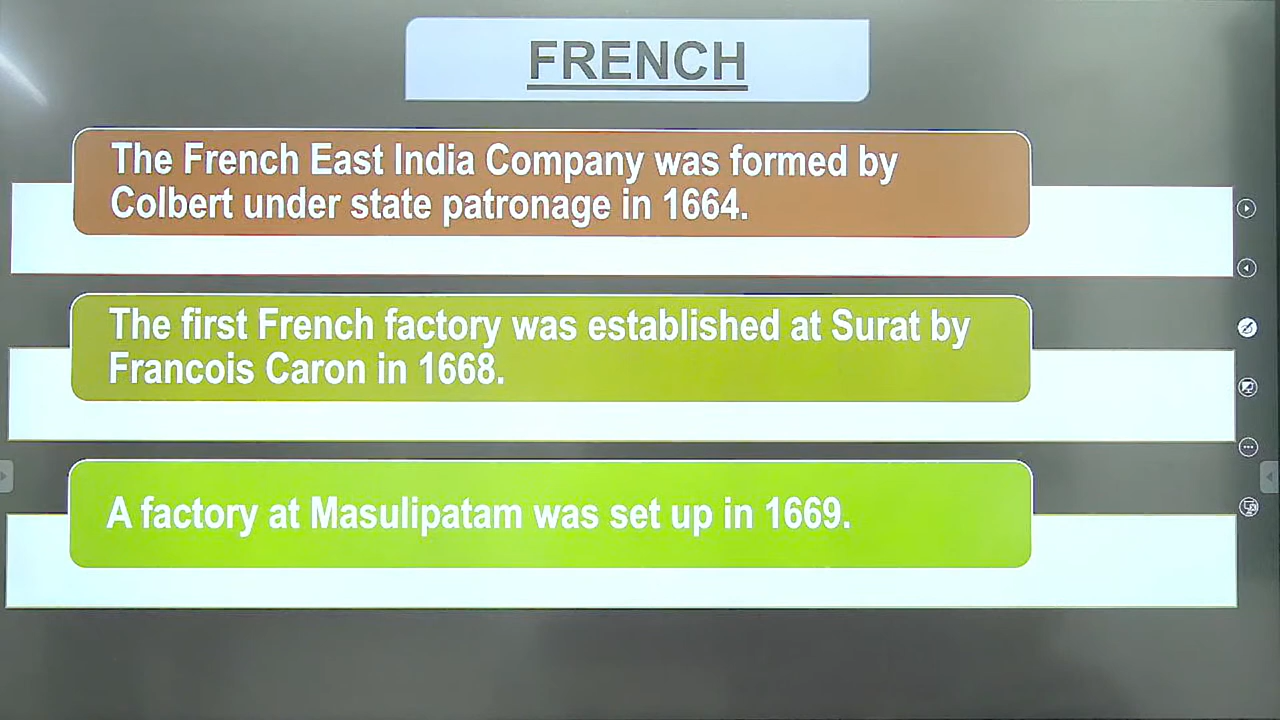 FRENCH
The French East India Company was formed by
Colbert under state patronage in 1664.
The first French factory was established at Surat by
Francois Caron in 1668.
A factory at Masulipatam was set up in 1669.